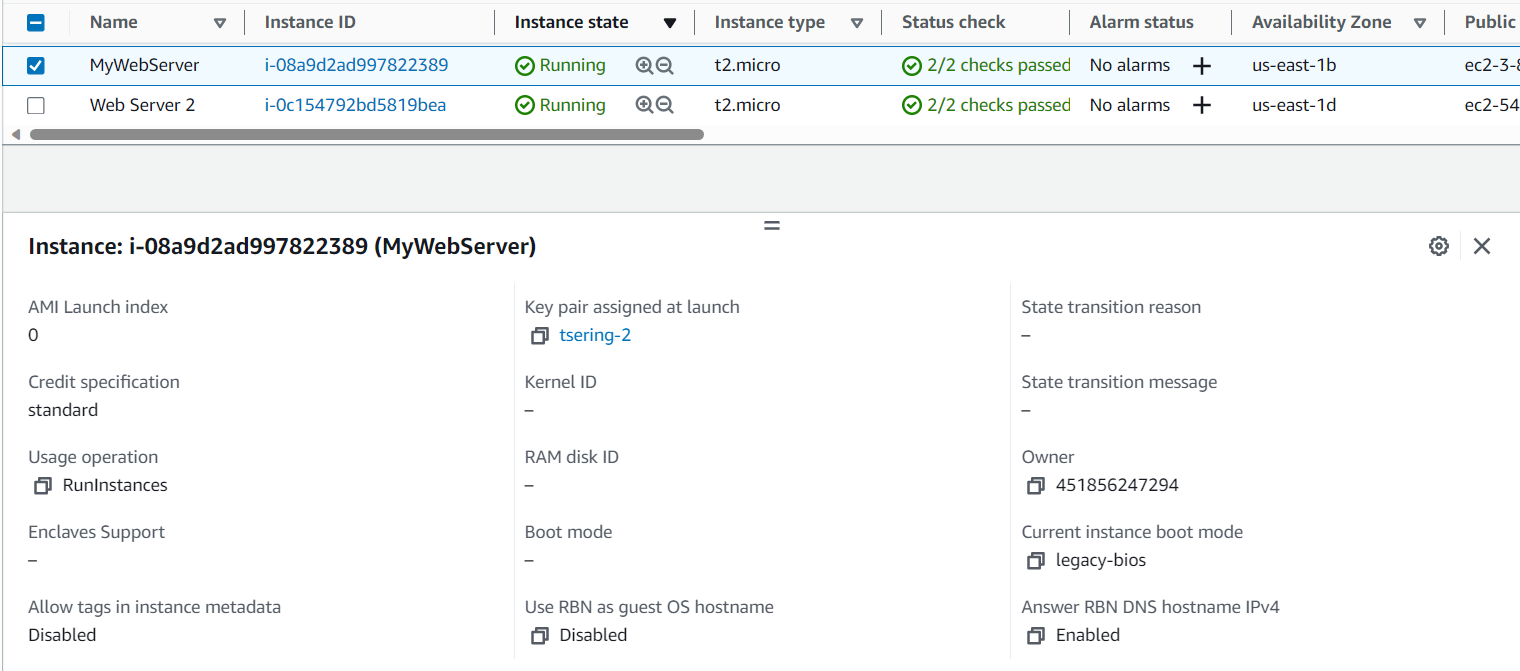 Name Instance ID Instance state Instance type Status check Alarm status Availability Zone Public
MyWebServer i-08a9d2ad997822389 Running t2.micro 2/2 checks passed No alarms us-east-1b ec2-3-8
Web Server 2 i-0c154792bd5819bea Running t2.micro 2/2 checks passed No alarms us-east-1d ec2-54
Instance: i-08a9d2ad997822389 (MyWebServer)
AMI Launch index Key pair assigned at launch State transition reason
0 tsering-2 –
Credit specification Kernel ID State transition message
standard – –
Usage operation RAM disk ID Owner
RunInstances – 451856247294
Enclaves Support Boot mode Current instance boot mode
– – legacy-bios
Allow tags in instance metadata Use RBN as guest OS hostname Answer RBN DNS hostname IPv4
Disabled Disabled Enabled